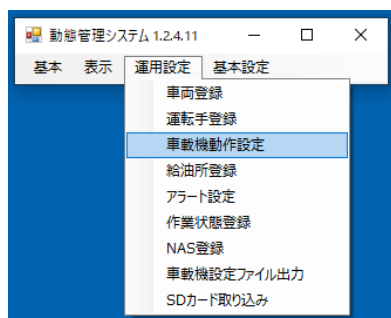 動態管理システム 1.2.4.11
基本 表示 運用設定 基本設定
車両登録
運転手登録
車載機動作設定
給油所登録
アラート設定
作業状態登録
NAS登録
車載機設定ファイル出力
SDカード取り込み